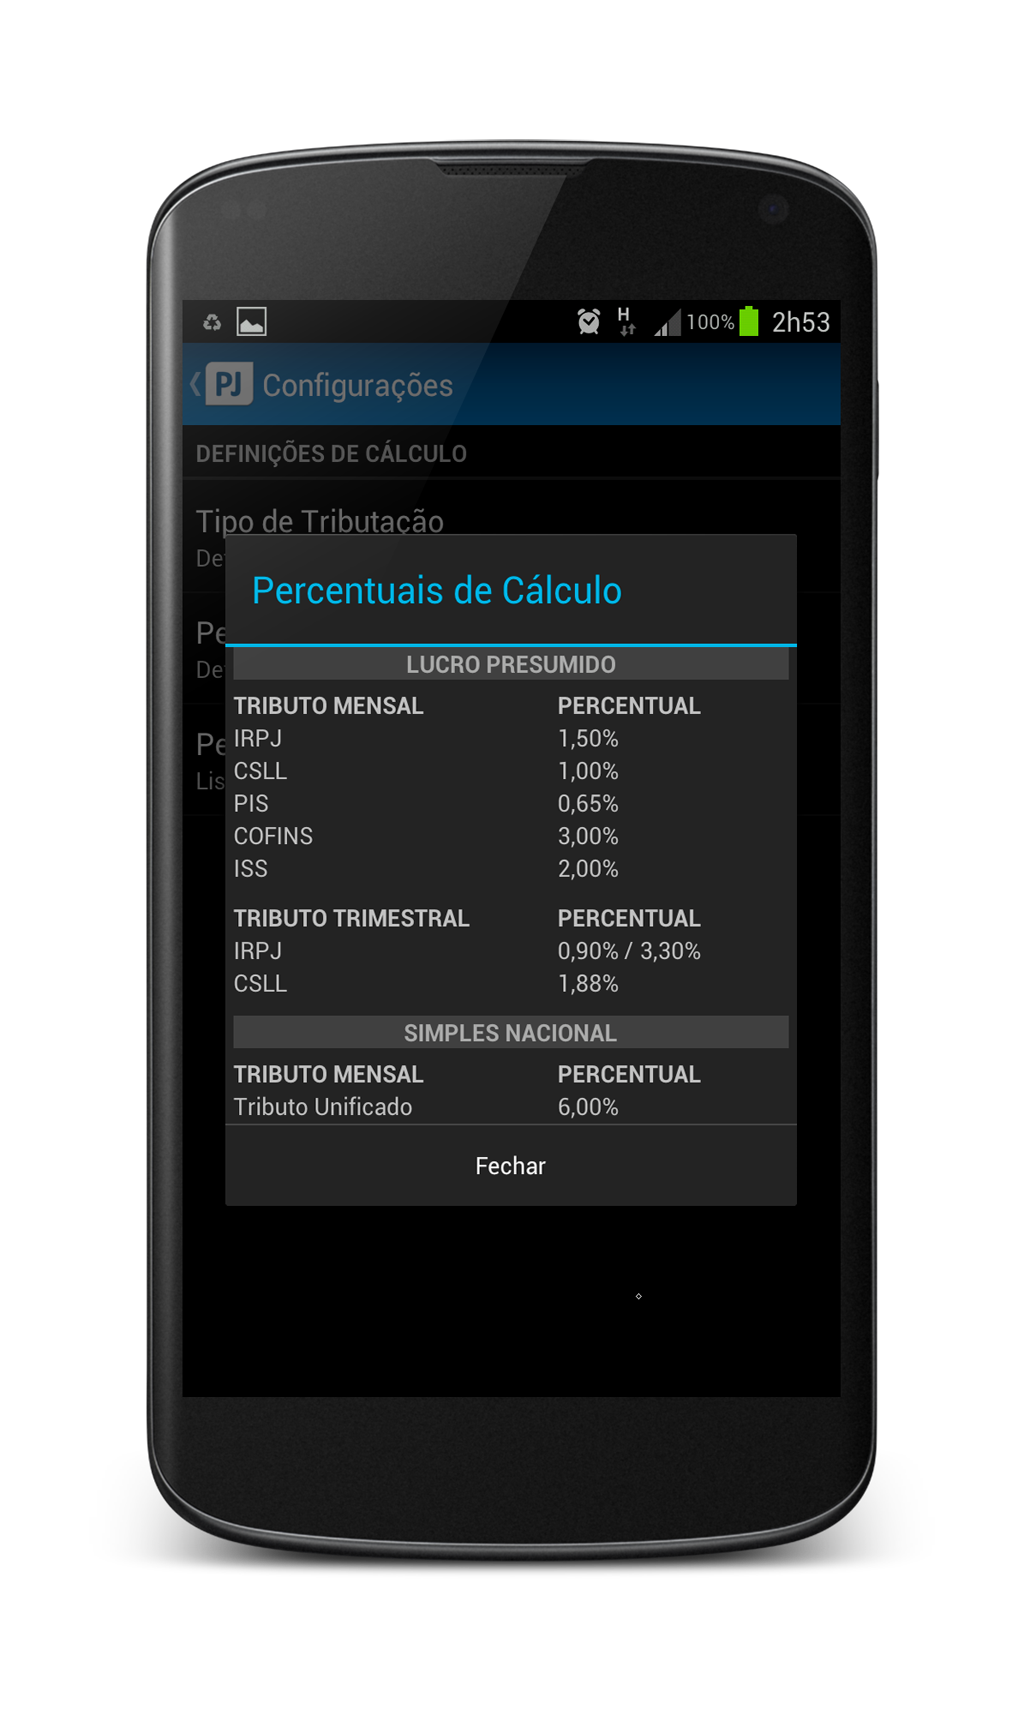 H 100% 2h53
PJ Configurações
DEFINIÇÕES DE CÁLCULO
Tipo de Tributação
De
Percentuais de Cálculo
Pe
De
LUCRO PRESUMIDO
TRIBUTO MENSAL PERCENTUAL
IRPJ 1,50%
Pe
CSLL 1,00%
Lis
PIS 0,65%
COFINS 3,00%
ISS 2,00%
TRIBUTO TRIMESTRAL PERCENTUAL
IRPJ 0,90% / 3,30%
CSLL 1,88%
SIMPLES NACIONAL
TRIBUTO MENSAL PERCENTUAL
Tributo Unificado 6,00%
Fechar